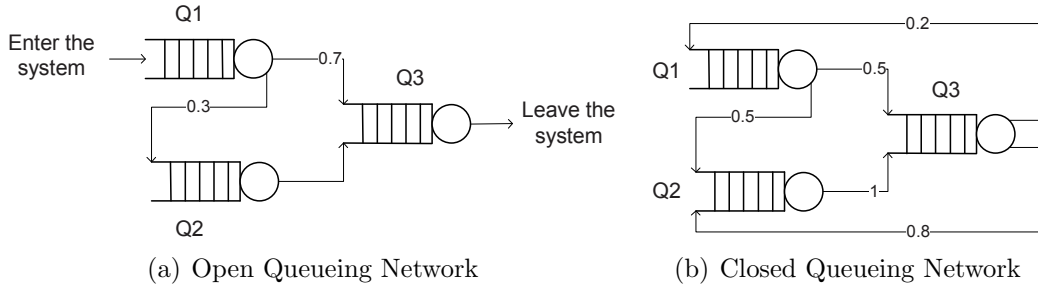 Q1
Enter the
system
0.7
Q3
0.3
Leave the
system
Q2
(a) Open Queueing Network
0.2
Q1
0.5
Q3
0.5
Q2
1
0.8
(b) Closed Queueing Network